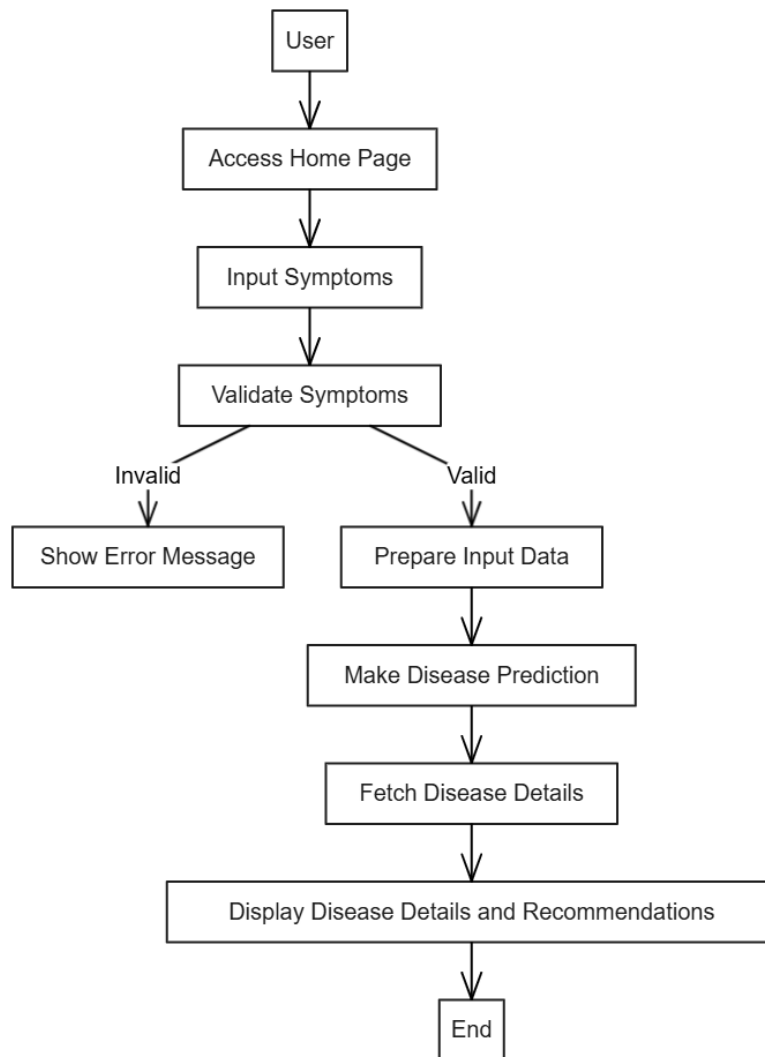 User
Access Home Page
Input Symptoms
Validate Symptoms
Invalid
Valid
Show Error Message
Prepare Input Data
Make Disease Prediction
Fetch Disease Details
Display Disease Details and Recommendations
End